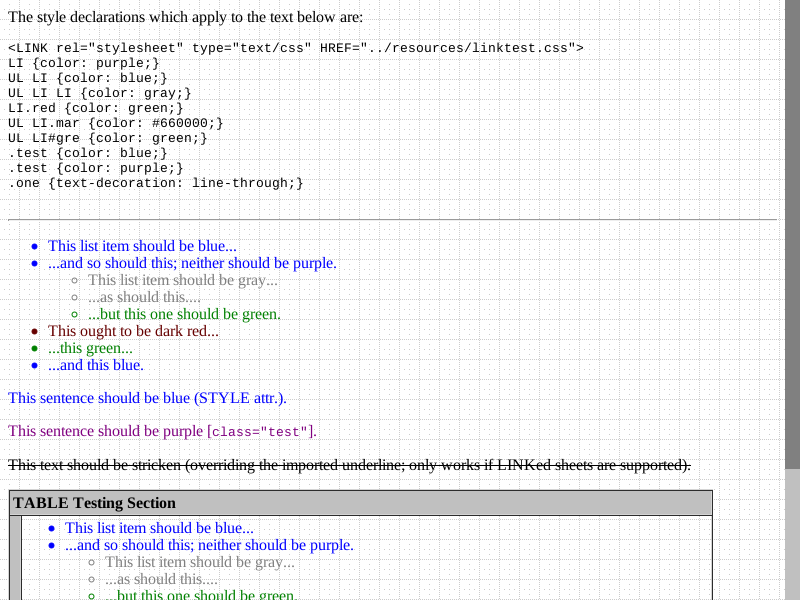 The style declarations which apply to the text below are:
<LINK rel="stylesheet" type="text/css" HREF="../resources/linktest.css">
LI {color: purple;}
UL LI {color: blue;}
UL LI LI {color: gray;}
LI.red {color: green;}
UL LI.mar {color: #660000;}
UL LI#gre {color: green;}
.test {color: blue;}
.test {color: purple;}
.one {text-decoration: line-through;}
This list item should be blue...
...and so should this; neither should be purple.
This list item should be gray...
...as should this....
...but this one should be green.
This ought to be dark red...
...this green...
...and this blue.
This sentence should be blue (STYLE attr.).
This sentence should be purple [class="test"].
This text should be stricken (overriding the imported underline; only works if LINKed sheets are supported).
TABLE Testing Section
This list item should be blue...
...and so should this; neither should be purple.
This list item should be gray...
...as should this....
...but this one should be green.